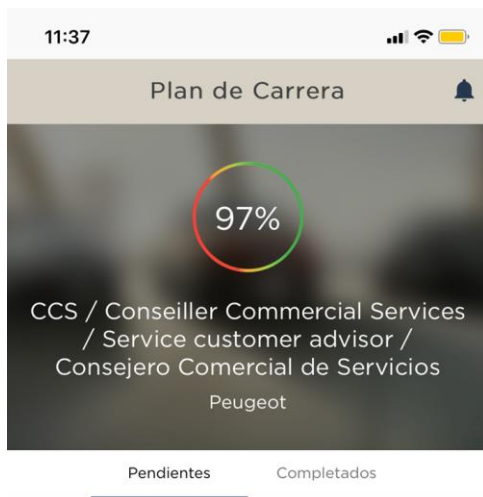 11:37
Plan de Carrera
97%
CCS / Conseiller Commercial Services
/ Service customer advisor /
Consejero Comercial de Servicios
Peugeot
Pendientes Completados